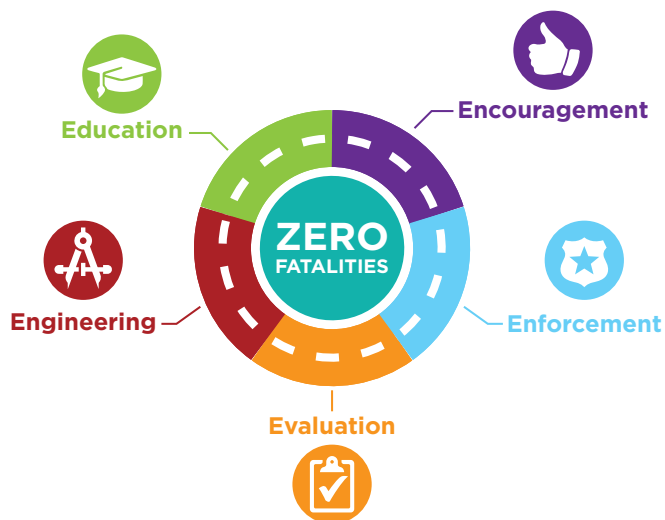 Encouragement
Education
ZERO
FATALITIES
Engineering
Enforcement
Evaluation